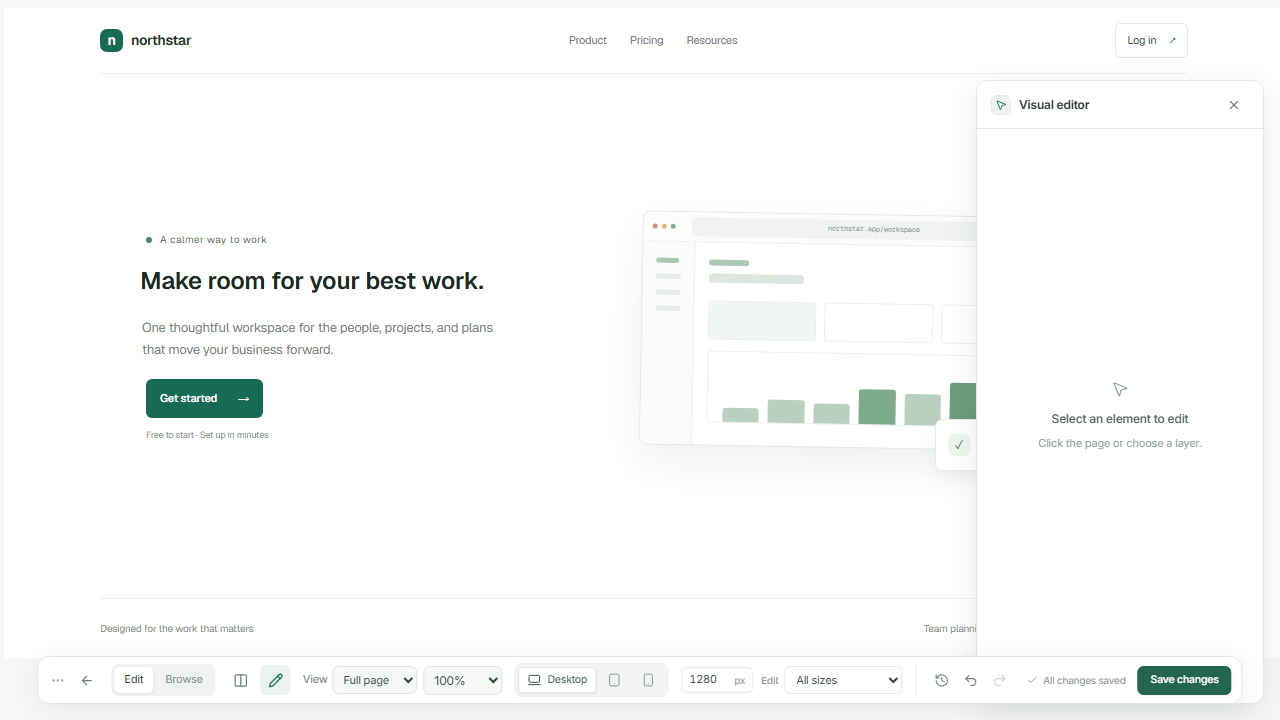 n northstar
Product Pricing Resources
Log in
Visual editor
northstar.app/workspace
A calmer way to work
Make room for your best work.
One thoughtful workspace for the people, projects, and plans
that move your business forward.
Get started
Free to start · Set up in minutes
Select an element to edit
Click the page or choose a layer.
Designed for the work that matters
Edit Browse View Full page 100% Desktop 1280 px Edit All sizes All changes saved Save changes